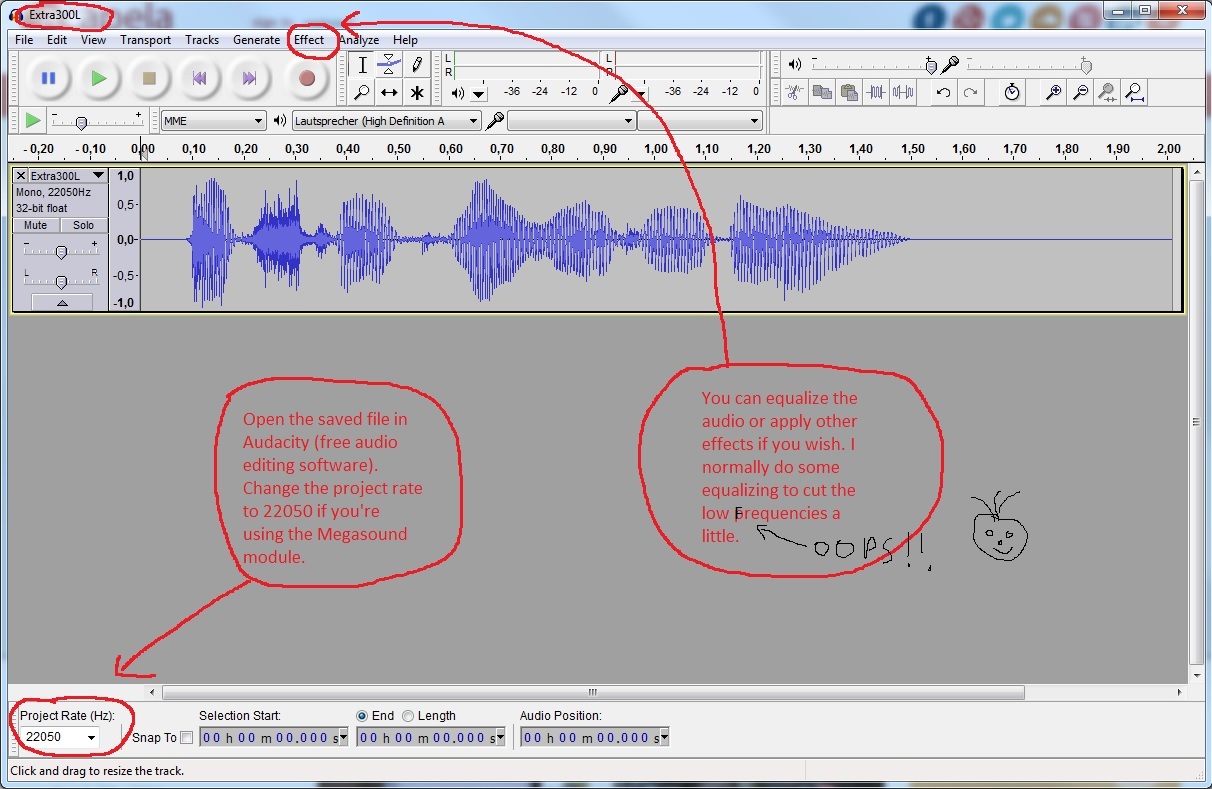 Extra300L
File Edit View Transport Tracks Generate Effect Analyze Help
L
R
-36 -24 -12 0
L
R
-36 -24 -12 0
- +
MME
Lautsprecher (High Definition A
- 0,20 - 0,10 0,00 0,10 0,20 0,30 0,40 0,50 0,60 0,70 0,80 0,90 1,00 1,10 1,20 1,30 1,40 1,50 1,60 1,70 1,80 1,90 2,00
Extra300L
Mono, 22050Hz
32-bit float
Mute Solo
- +
L R
1,0
0,5-
0,0-
-0,5-
-1,0
Open the saved file in
Audacity (free audio
editing software).
Change the project rate
to 22050 if you're
using the Megasound
module.
You can equalize the
audio or apply other
effects if you wish. I
normally do some
equalizing to cut the
low Frequencies a
little.
OOPS!!,
Project Rate (Hz):
22050
Snap To
Selection Start:
00 h 00 m 00.000 s
End Length
00 h 00 m 00.000 s
Audio Position:
00 h 00 m 00.000 s
Click and drag to resize the track.